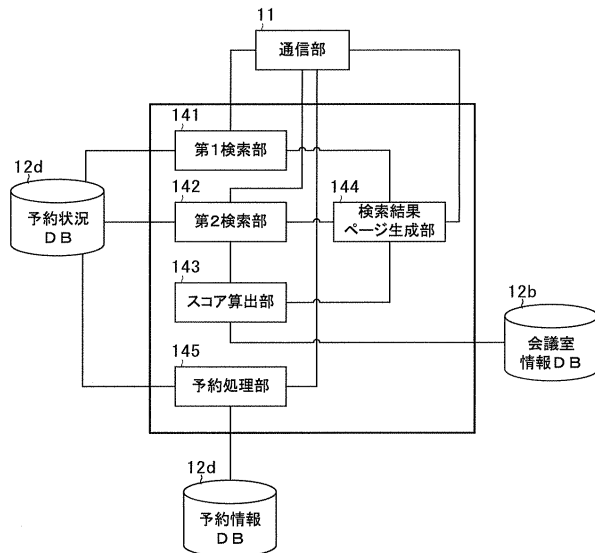 11
通信部
141
第1検索部
12d
予約状況
DB
142
第2検索部
144
検索結果
ページ生成部
143
スコア算出部
12b
会議室
情報DB
145
予約処理部
12d
予約情報
DB